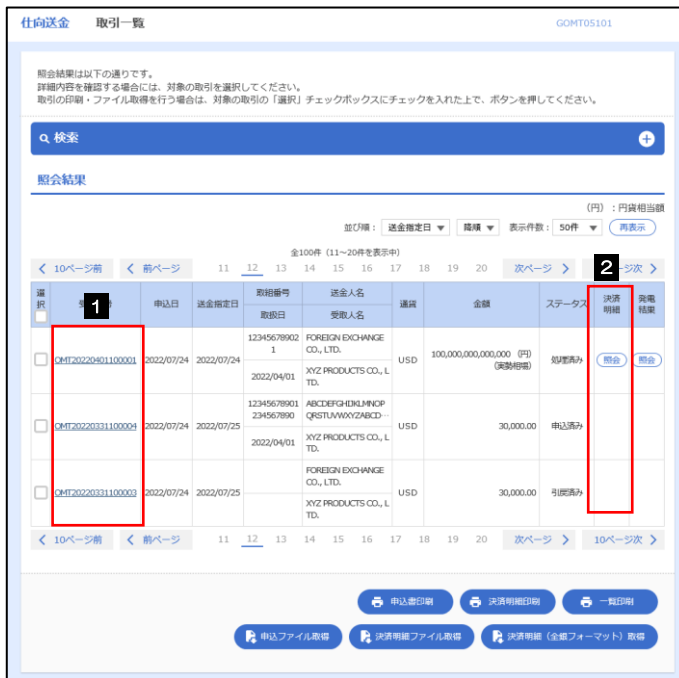 仕向送金 取引一覧 GOMT05101
照会結果は以下の通りです。
詳細内容を確認する場合には、対象の取引を選択してください。
取引の印刷・ファイル取得を行う場合は、対象の取引の「選択」チェックボックスにチェックを入れた上で、ボタンを押してください。
検索
照会結果
(円) : 円貨相当額
並び順: 送金指定日 降順 表示件数: 50件 再表示
全100件 (11~20件を表示中)
10ページ前 前ページ 11 12 13 14 15 16 17 18 19 20 次ページ 2 ジ次
選択 1 申込日 送金指定日 取組番号 送金人名 通貨 金額 ステータス 決済明細 発電結果
取扱日 受取人名
OMT20220401100001 2022/07/24 2022/07/24 123456789021 FOREIGN EXCHANGE CO., LTD. USD 100,000,000,000,000 (円) (実勢相場) 処理済み 照会 照会
2022/04/01 XYZ PRODUCTS CO., LTD.
OMT20220331100004 2022/07/24 2022/07/25 12345678901234567890 ABCDEFGHIJKLMNOPQRSTUVWXYZABCD… USD 30,000.00 申込済み
2022/04/01 XYZ PRODUCTS CO., LTD.
OMT20220331100003 2022/07/24 2022/07/25 FOREIGN EXCHANGE CO., LTD. USD 30,000.00 引戻済み
XYZ PRODUCTS CO., LTD.
10ページ前 前ページ 11 12 13 14 15 16 17 18 19 20 次ページ 10ページ次
申込書印刷 決済明細印刷 一覧印刷
申込ファイル取得 決済明細ファイル取得 決済明細（全銀フォーマット）取得